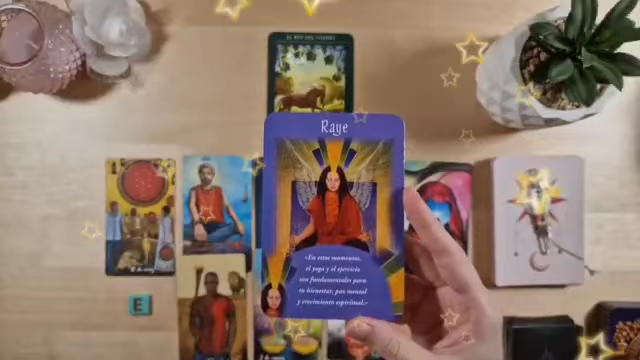 Raye
«En estos momentos,
el yoga y el ejercicio
son fundamentales para
tu bienestar, paz mental
y crecimiento espiritual.»
E